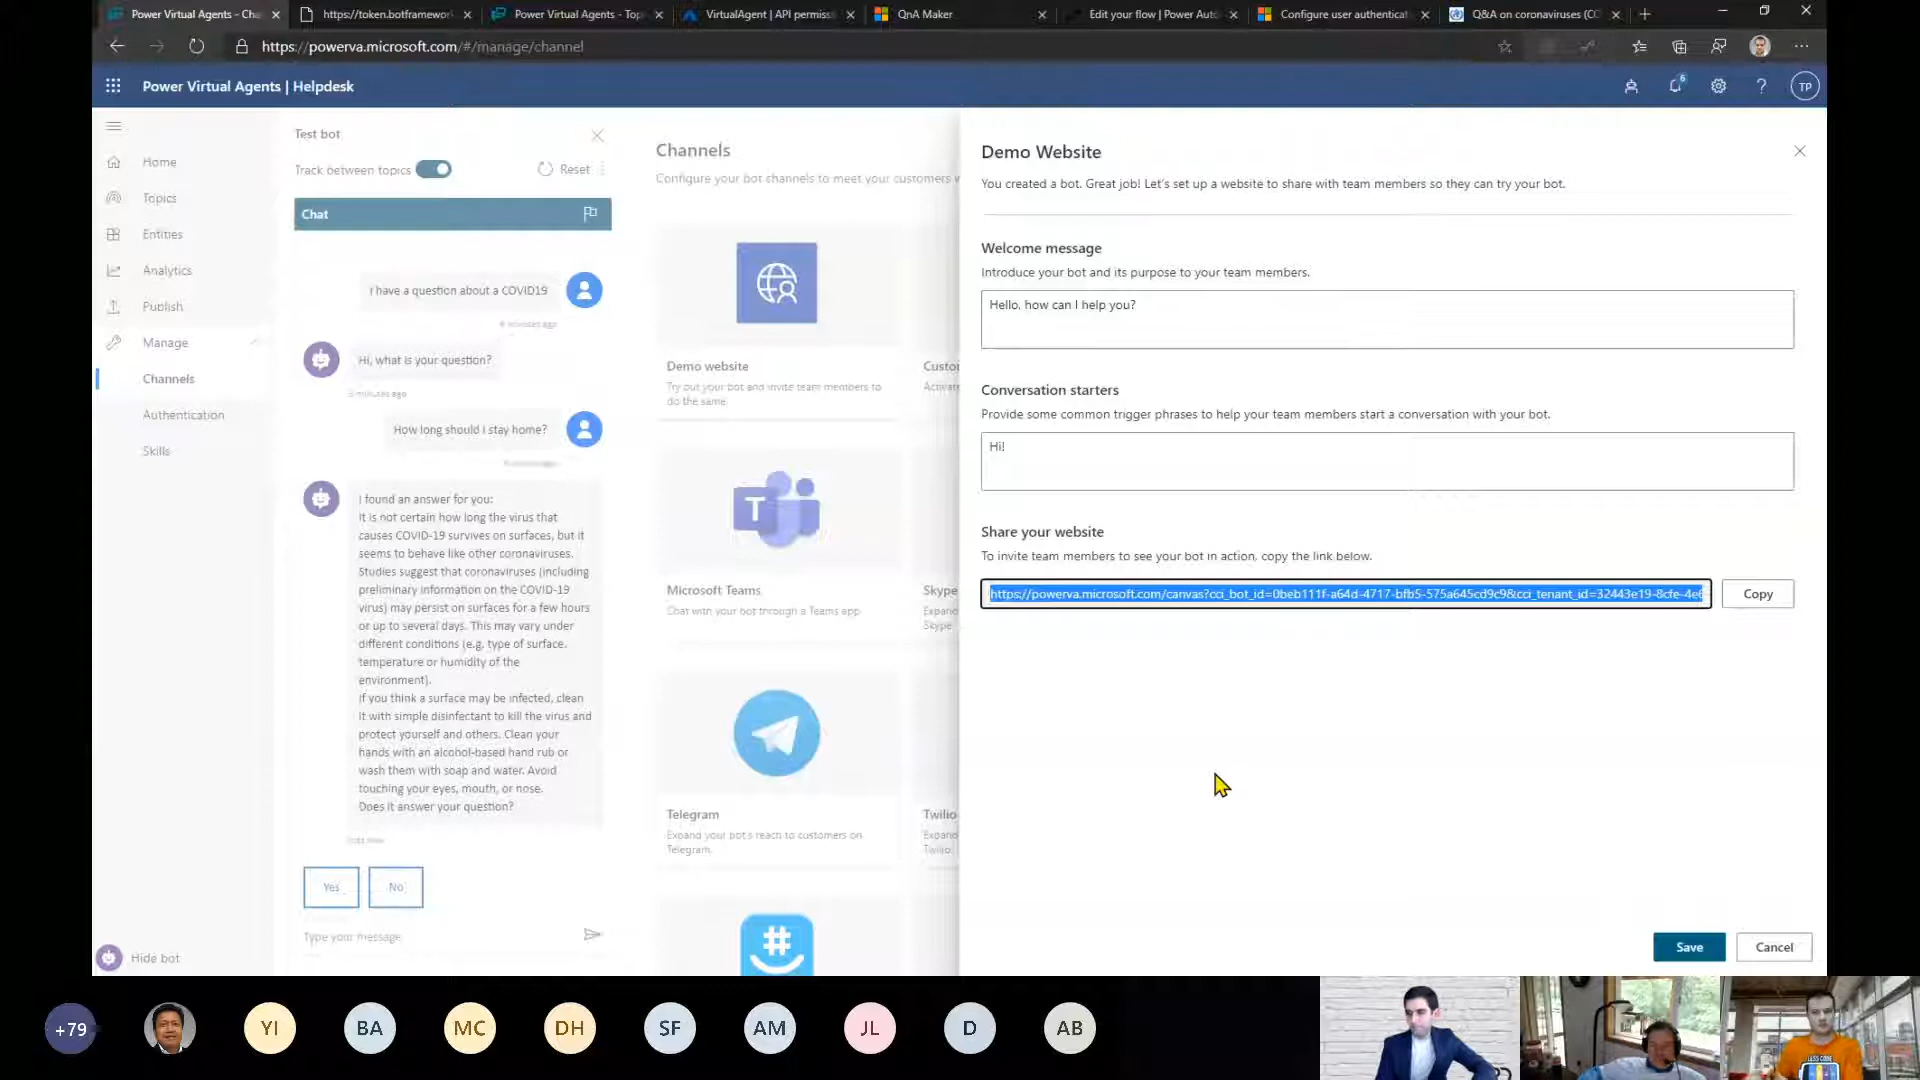 Power Virtual Agents - Cha
https://token.botframework
Power Virtual Agents - Top
VirtualAgent | API permiss
QnA Maker
Edit your flow | Power Auto
Configure user authenticat
Q&A on coronaviruses (CO
https://powerva.microsoft.com/#/manage/channel
Power Virtual Agents | Helpdesk
6
TP
Home
Topics
Entities
Analytics
Publish
Manage
Channels
Authentication
Skills
Hide bot
Test bot
Track between topics
Reset
Chat
I have a question about a COVID19
Hi, what is your question?
3 minutes ago
How long should I stay home?
I found an answer for you:
It is not certain how long the virus that
causes COVID-19 survives on surfaces, but it
seems to behave like other coronaviruses.
Studies suggest that coronaviruses (including
preliminary information on the COVID-19
virus) may persist on surfaces for a few hours
or up to several days. This may vary under
different conditions (e.g. type of surface,
temperature or humidity of the
environment).
If you think a surface may be infected, clean
it with simple disinfectant to kill the virus and
protect yourself and others. Clean your
hands with an alcohol-based hand rub or
wash them with soap and water. Avoid
touching your eyes, mouth, or nose.
Does it answer your question?
Just now
Yes
No
Type your message
Channels
Configure your bot channels to meet your customers w
Demo website
Try out your bot and invite team members to
do the same.
Custo
Activat
Microsoft Teams
Chat with your bot through a Teams app
Skype
Expand
Skype
Telegram
Expand your bot's reach to customers on
Telegram.
Twilio
Expand
Twilio.
Demo Website
You created a bot. Great job! Let's set up a website to share with team members so they can try your bot.
Welcome message
Introduce your bot and its purpose to your team members.
Hello, how can I help you?
Conversation starters
Provide some common trigger phrases to help your team members start a conversation with your bot.
Hi!
Share your website
To invite team members to see your bot in action, copy the link below.
https://powerva.microsoft.com/canvas?cci_bot_id=0beb111f-a64d-4717-bfb5-575a645cd9c9&cci_tenant_id=32443e19-8cfe-4e6
Copy
Save
Cancel
+79
YI
BA
MC
DH
SF
AM
JL
D
AB
LESS CODE